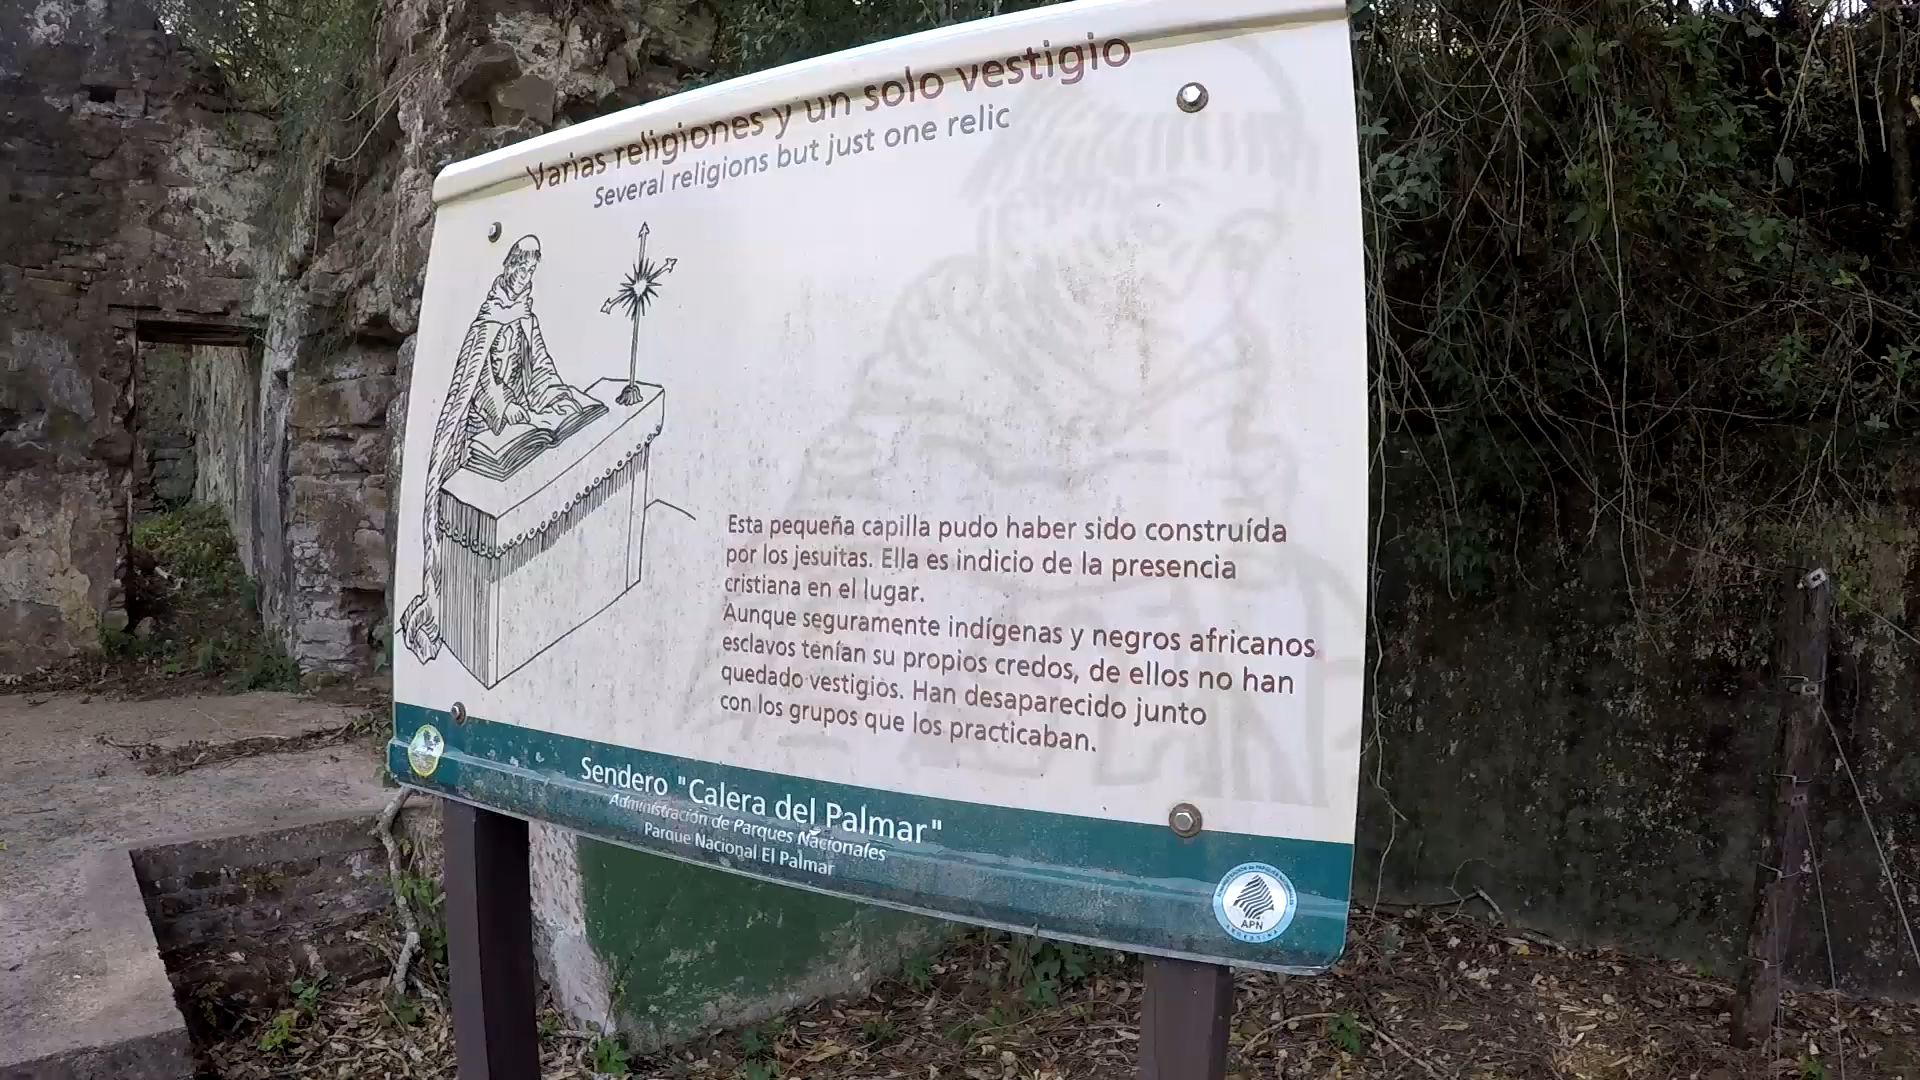 Varias religiones y un solo vestigio
Several religions but just one relic
Esta pequeña capilla pudo haber sido construída
por los jesuitas. Ella es indicio de la presencia
cristiana en el lugar.
Aunque seguramente indígenas y negros africanos
esclavos tenían su propios credos, de ellos no han
quedado vestigios. Han desaparecido junto
con los grupos que los practicaban.
Sendero "Calera del Palmar"
Administración de Parques Nacionales
Parque Nacional El Palmar
APN
ARGENTINA